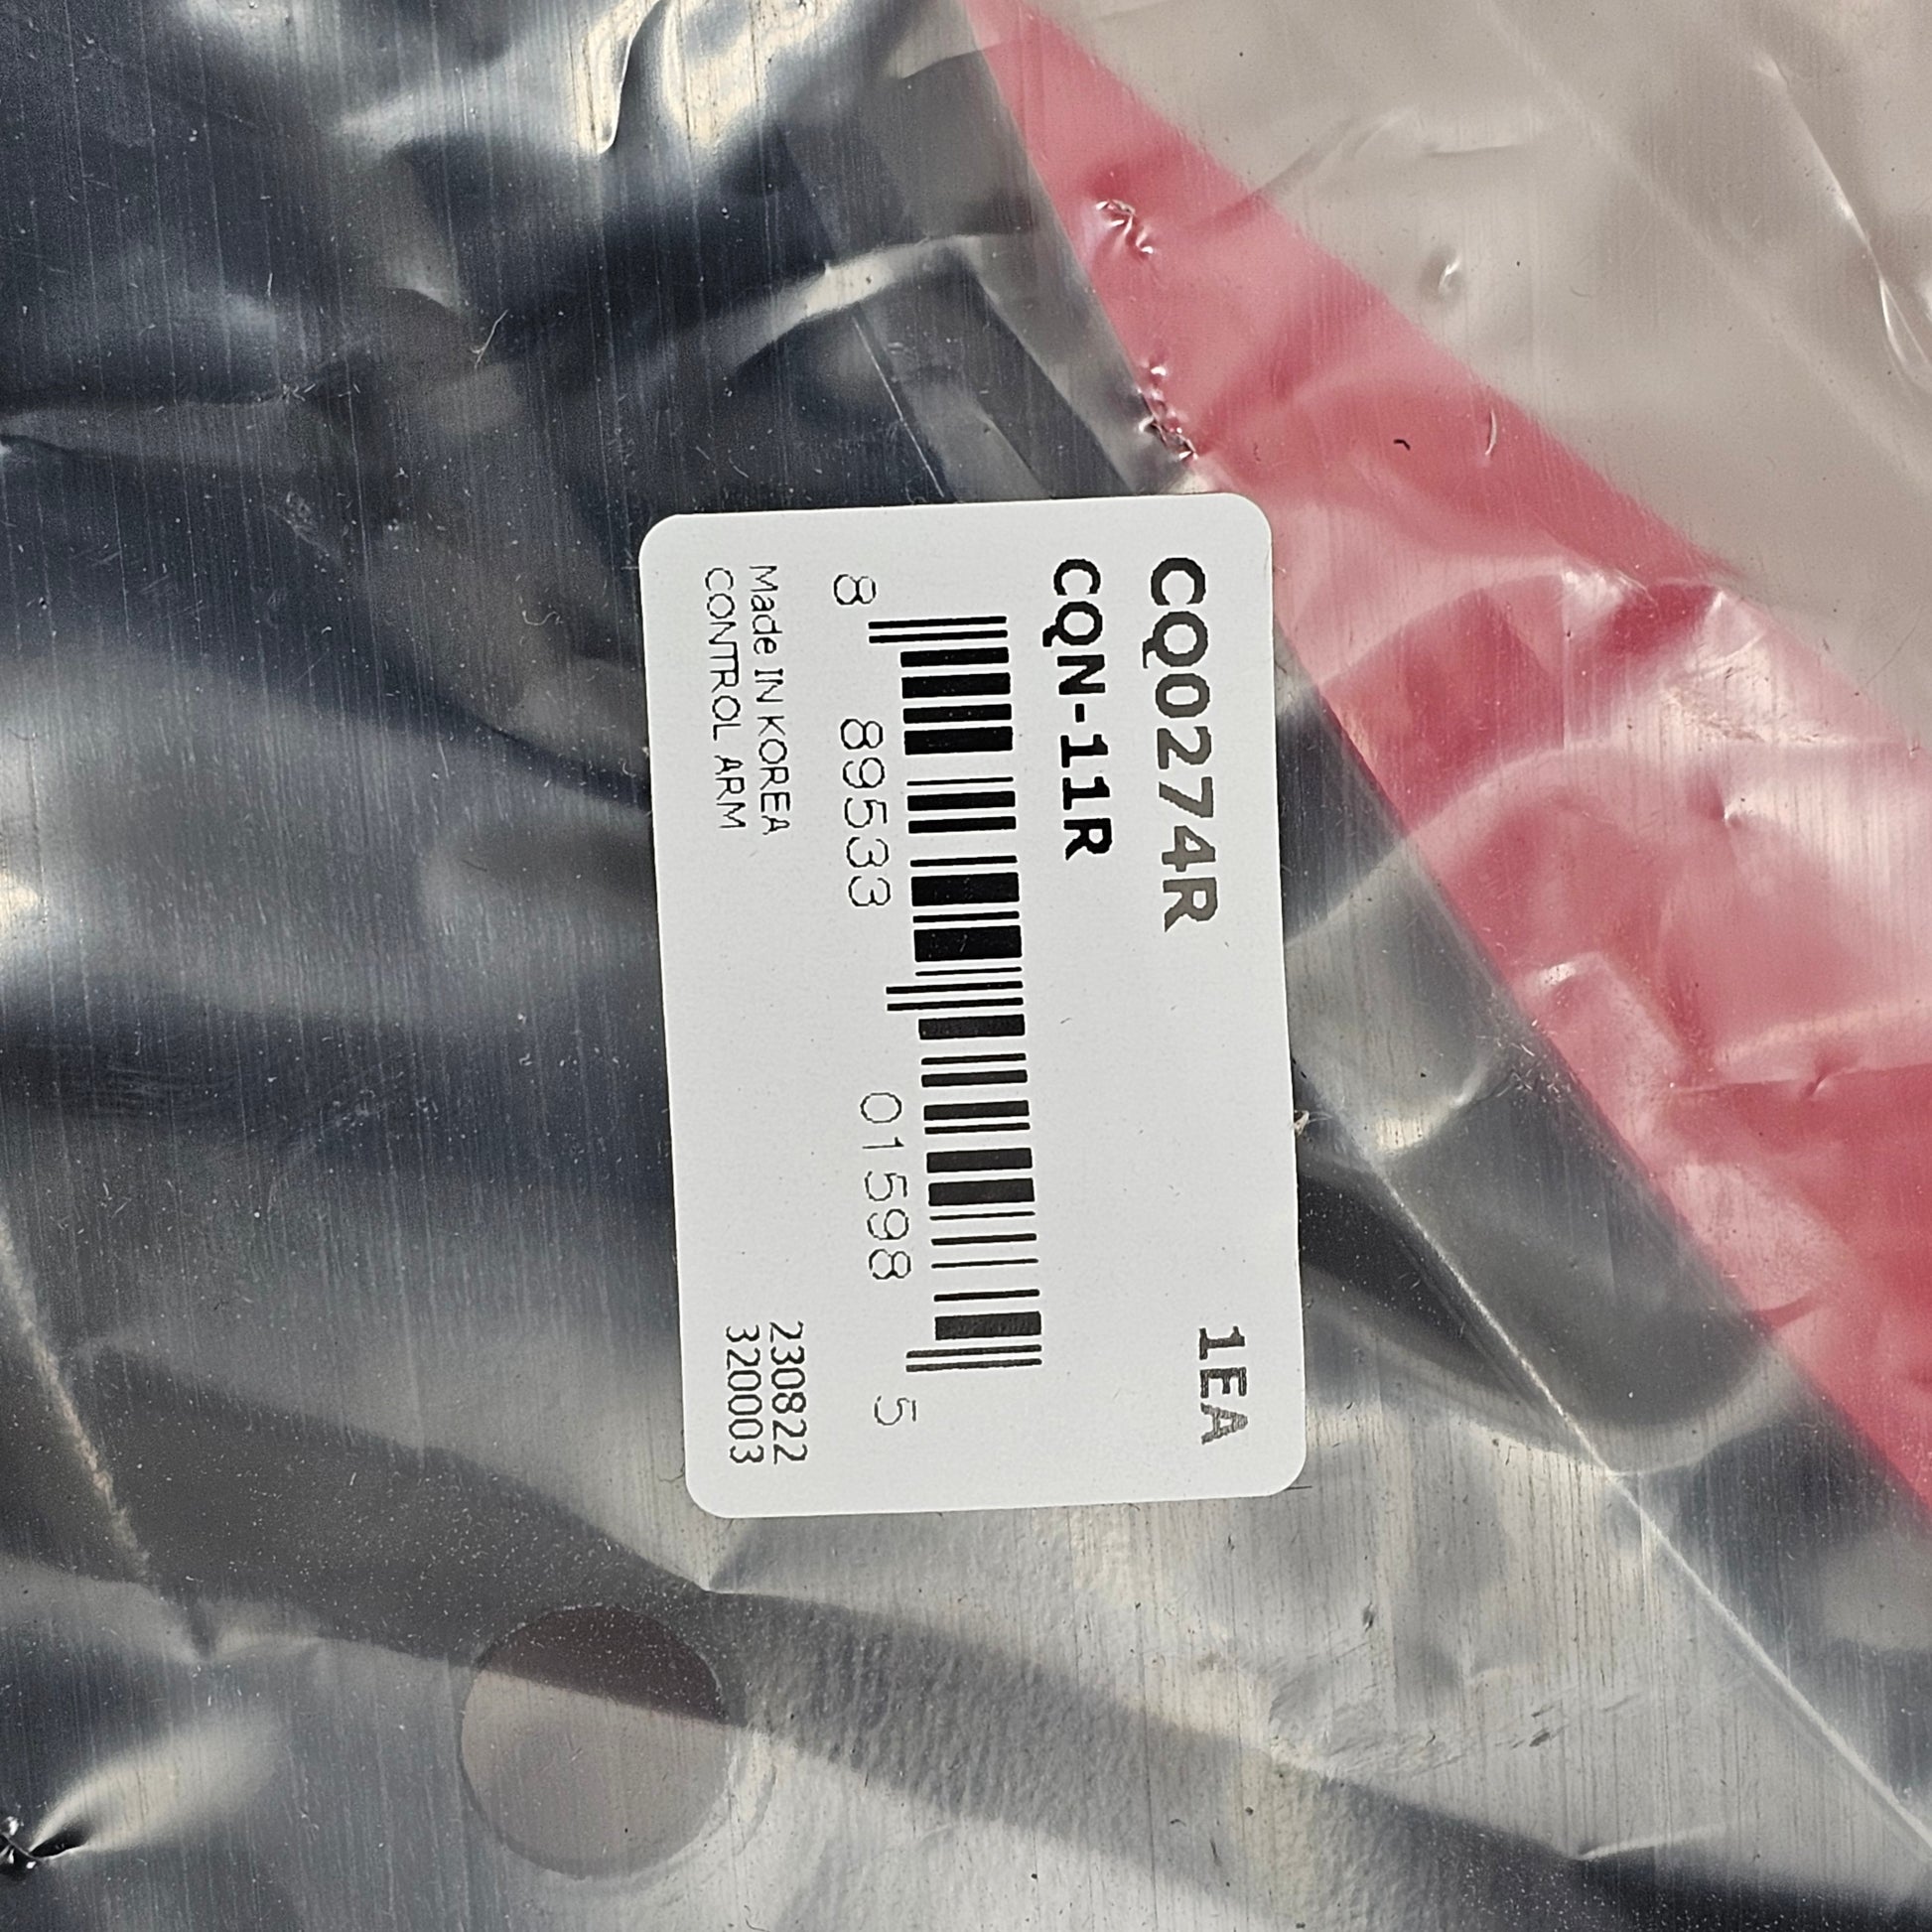 CQ0274R 1EA
CQN-11R
8 89533 01598 5
Made IN KOREA 230822
CONTROL ARM 320003